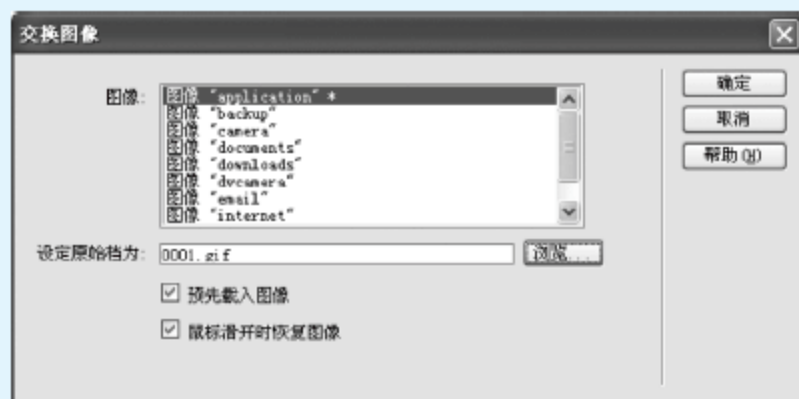 交换图像
图像: 图像 "application" *
图像 "backup"
图像 "camera"
图像 "documents"
图像 "downloads"
图像 "dvcamera"
图像 "email"
图像 "internet"
设定原始档为: 0001.gif 浏览...
预先载入图像
鼠标滑开时恢复图像
确定
取消
帮助(H)